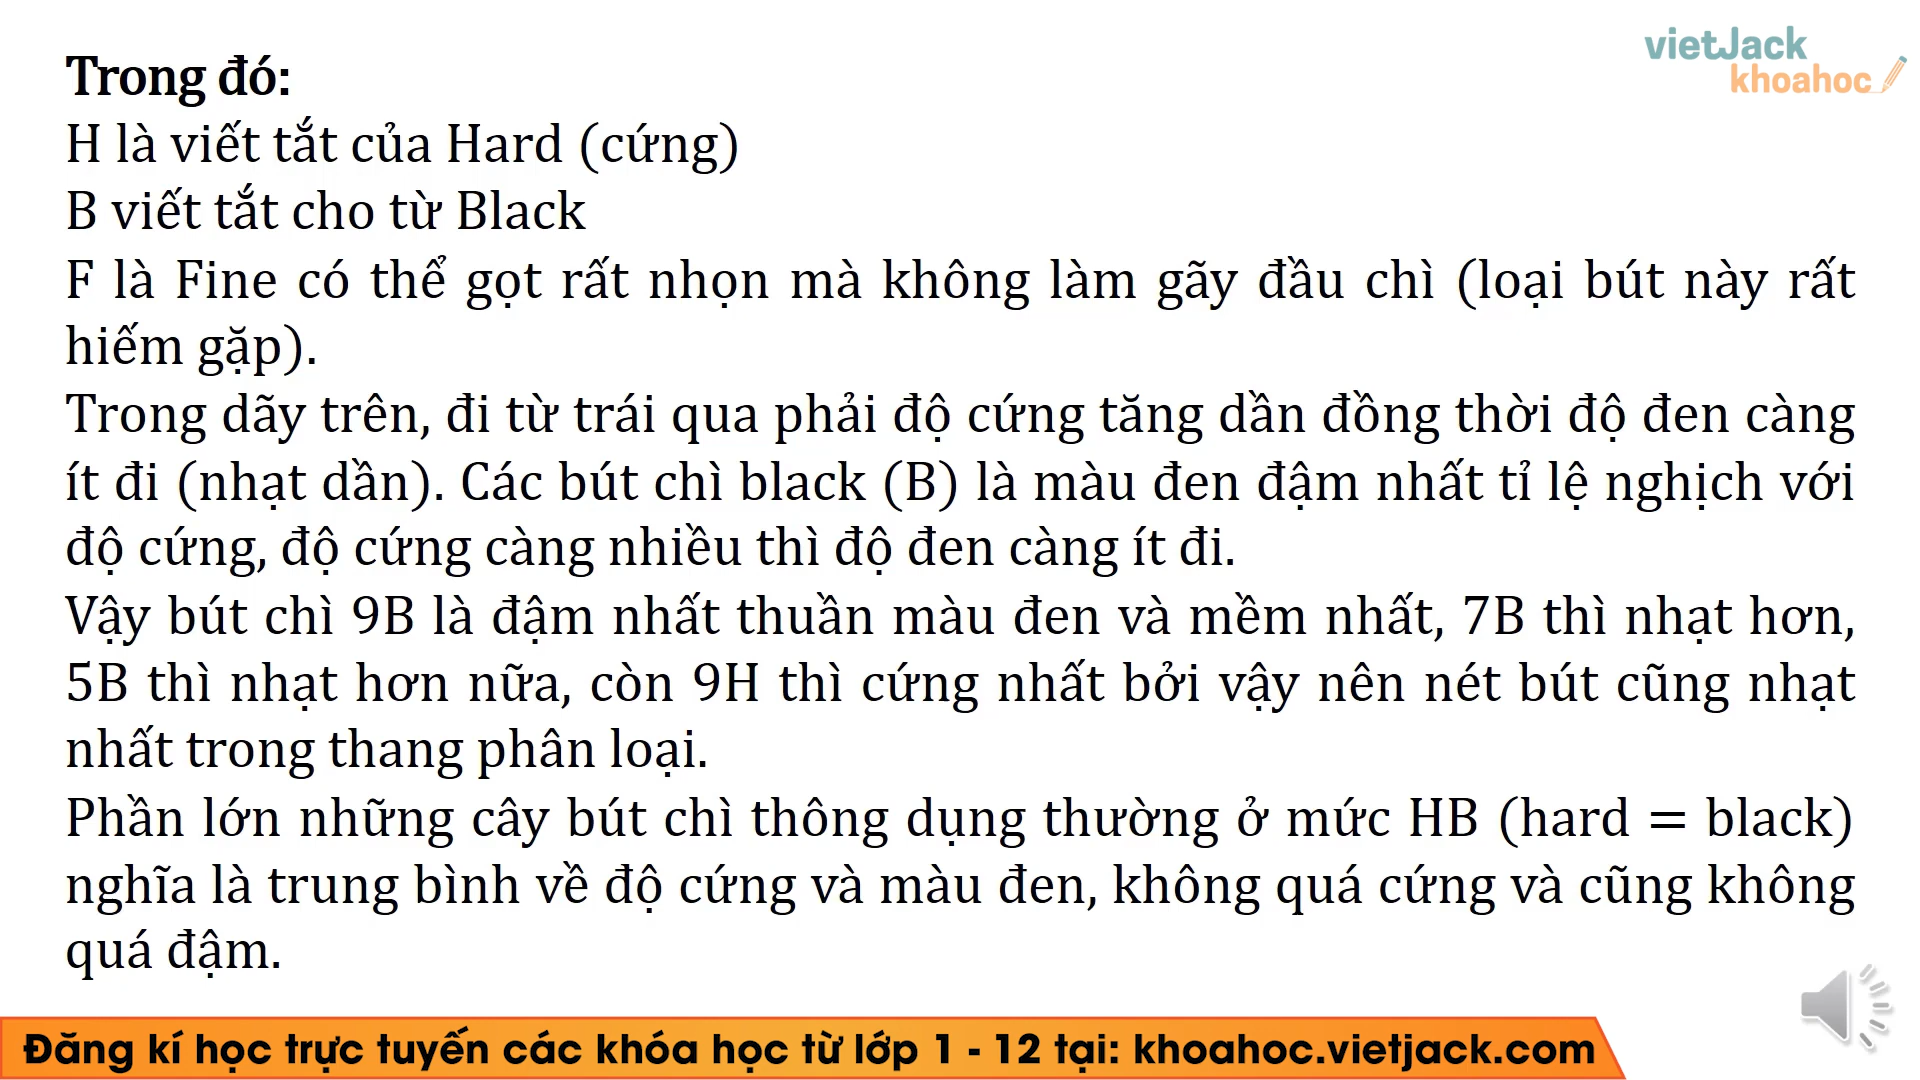 vietJack
khoahoc
Trong đó:
H là viết tắt của Hard (cứng)
B viết tắt cho từ Black
F là Fine có thể gọt rất nhọn mà không làm gãy đầu chì (loại bút này rất
hiếm gặp).
Trong dãy trên, đi từ trái qua phải độ cứng tăng dần đồng thời độ đen càng
ít đi (nhạt dần). Các bút chì black (B) là màu đen đậm nhất tỉ lệ nghịch với
độ cứng, độ cứng càng nhiều thì độ đen càng ít đi.
Vậy bút chì 9B là đậm nhất thuần màu đen và mềm nhất, 7B thì nhạt hơn,
5B thì nhạt hơn nữa, còn 9H thì cứng nhất bởi vậy nên nét bút cũng nhạt
nhất trong thang phân loại.
Phần lớn những cây bút chì thông dụng thường ở mức HB (hard = black)
nghĩa là trung bình về độ cứng và màu đen, không quá cứng và cũng không
quá đậm.
Đăng kí học trực tuyến các khóa học từ lớp 1 - 12 tại: khoahoc.vietjack.com